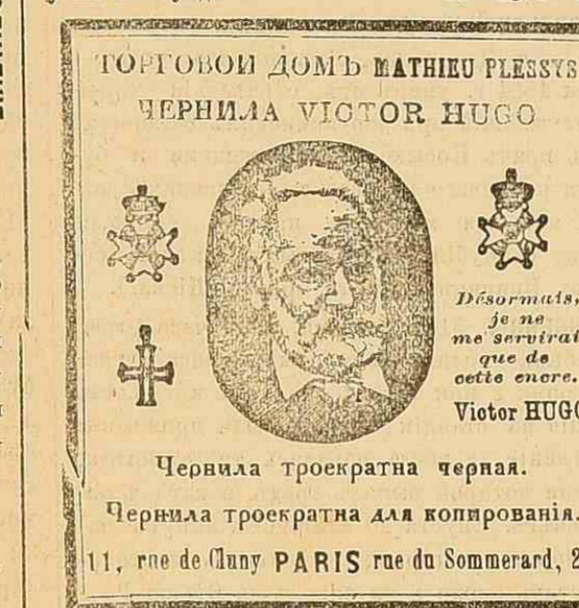 ТОРГОВОИ ДОМЪ MATHIEU PLESSYS
ЧЕРНИЛА VICTOR HUGO
Désormais,
je ne
me servirai
que de
cette encre.
Victor HUGO
Чернила троекратна черная.
Чернила троекратна для копированія.
11, rue de Cluny PARIS rue du Sommerard, 2